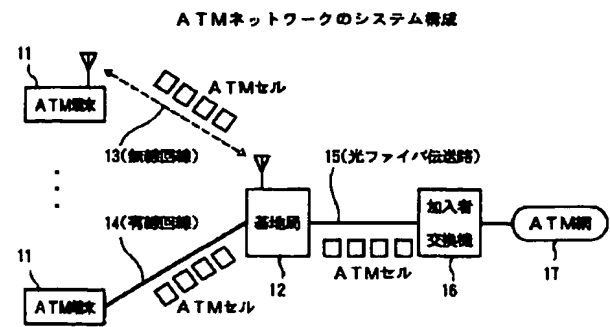 ATMネットワークのシステム構成
11
ATM端末
ATMセル
13(無線回線)
15(光ファイバ伝送路)
14(有線回線)
基地局
加入者
交換機
ATM網
12
ATMセル
16
17
11
ATM端末
ATMセル